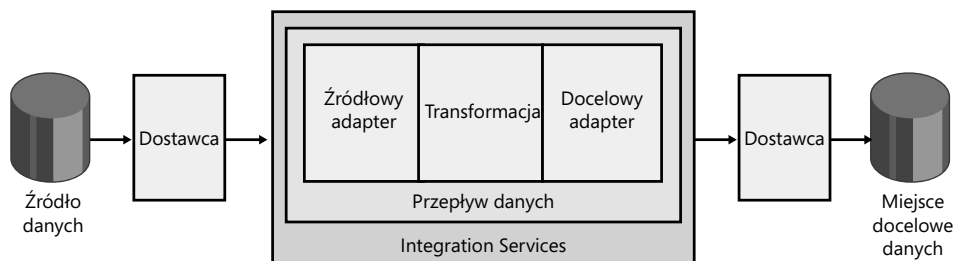 Źródło
danych
Dostawca
Źródłowy
adapter
Transformacja
Docelowy
adapter
Przepływ danych
Integration Services
Dostawca
Miejsce
docelowe
danych